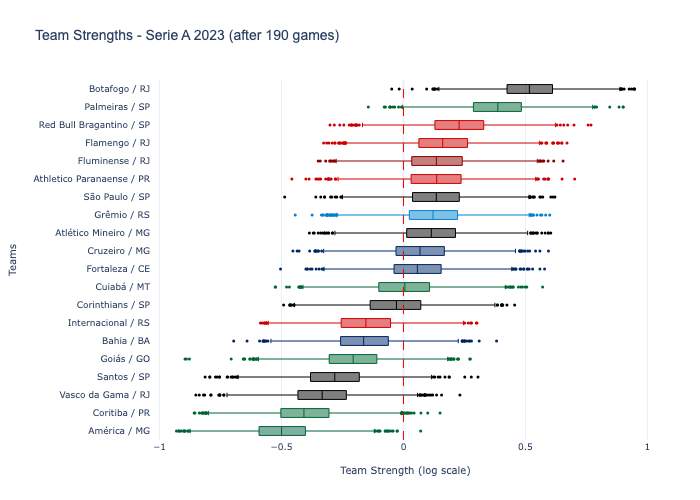 Team Strengths - Serie A 2023 (after 190 games)
Botafogo / RJ
Palmeiras / SP
Red Bull Bragantino / SP
Flamengo / RJ
Fluminense / RJ
Athletico Paranaense / PR
São Paulo / SP
Grêmio / RS
Atlético Mineiro / MG
Cruzeiro / MG
Fortaleza / CE
Cuiabá / MT
Corinthians / SP
Internacional / RS
Bahia / BA
Goiás / GO
Santos / SP
Vasco da Gama / RJ
Coritiba / PR
América / MG
Teams
−1 −0.5 0 0.5 1
Team Strength (log scale)